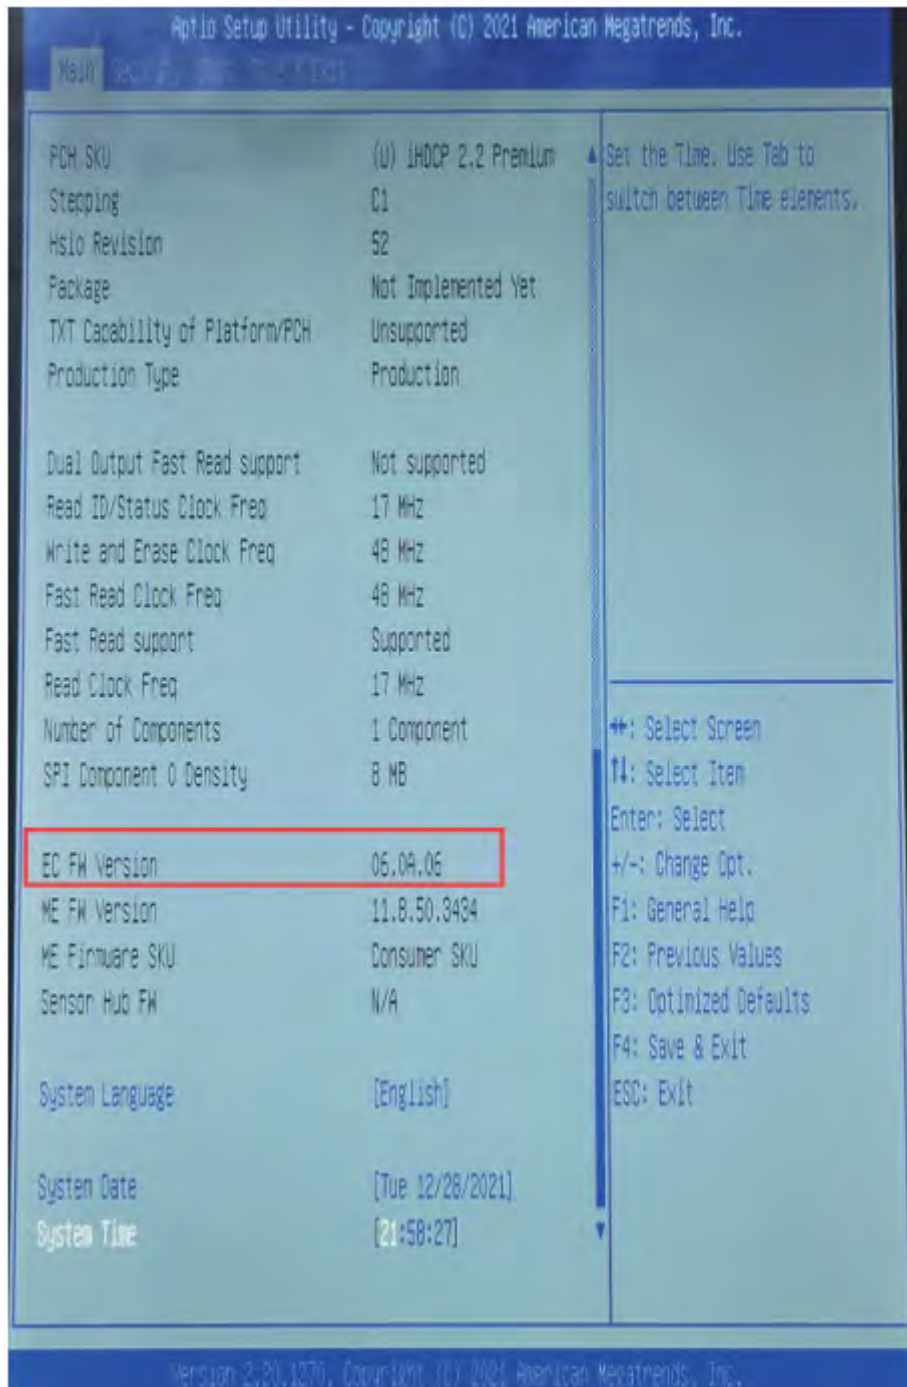 Aptio Setup Utility - Copyright (C) 2021 American Megatrends, Inc.
Main
PCH SKU (U) iHDCP 2.2 Premium
Stepping C1
Hsio Revision 52
Package Not Implemented Yet
TXT Capability of Platform/PCH Unsupported
Production Type Production
Dual Output Fast Read support Not supported
Read ID/Status Clock Freq 17 MHz
Write and Erase Clock Freq 48 MHz
Fast Read Clock Freq 48 MHz
Fast Read support Supported
Read Clock Freq 17 MHz
Number of Components 1 Component
SPI Component 0 Density 8 MB
EC FW Version 06.0A.06
ME FW Version 11.8.50.3434
ME Firmware SKU Consumer SKU
Sensor Hub FW N/A
System Language [English]
System Date [Tue 12/28/2021]
System Time [21:58:27]
Set the Time. Use Tab to
switch between Time elements.
→←: Select Screen
↑↓: Select Item
Enter: Select
+/-: Change Opt.
F1: General Help
F2: Previous Values
F3: Optimized Defaults
F4: Save & Exit
ESC: Exit
Version 2.20.1276. Copyright (C) 2021 American Megatrends, Inc.